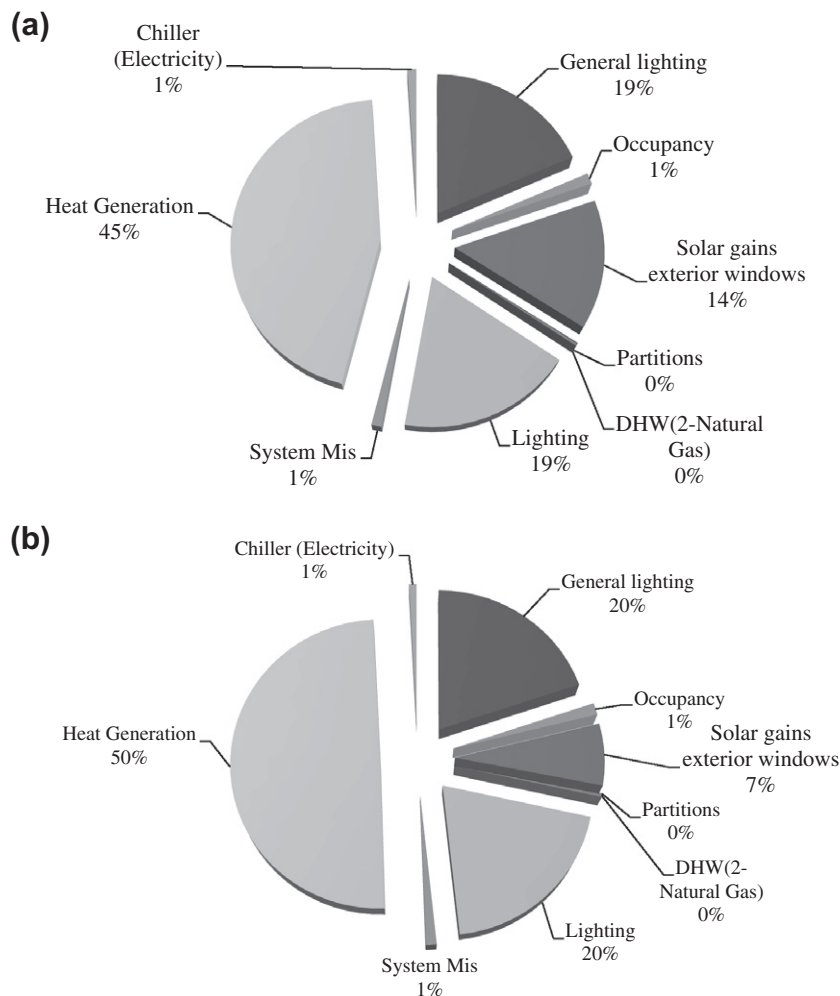 (a)
Chiller
(Electricity)
1%
General lighting
19%
Occupancy
1%
Heat Generation
45%
Solar gains
exterior windows
14%
Partitions
0%
DHW(2-Natural
Gas)
0%
Lighting
19%
System Mis
1%
(b)
Chiller (Electricity)
1%
General lighting
20%
Occupancy
1%
Heat Generation
50%
Solar gains
exterior windows
7%
Partitions
0%
DHW(2-
Natural Gas)
0%
Lighting
20%
System Mis
1%